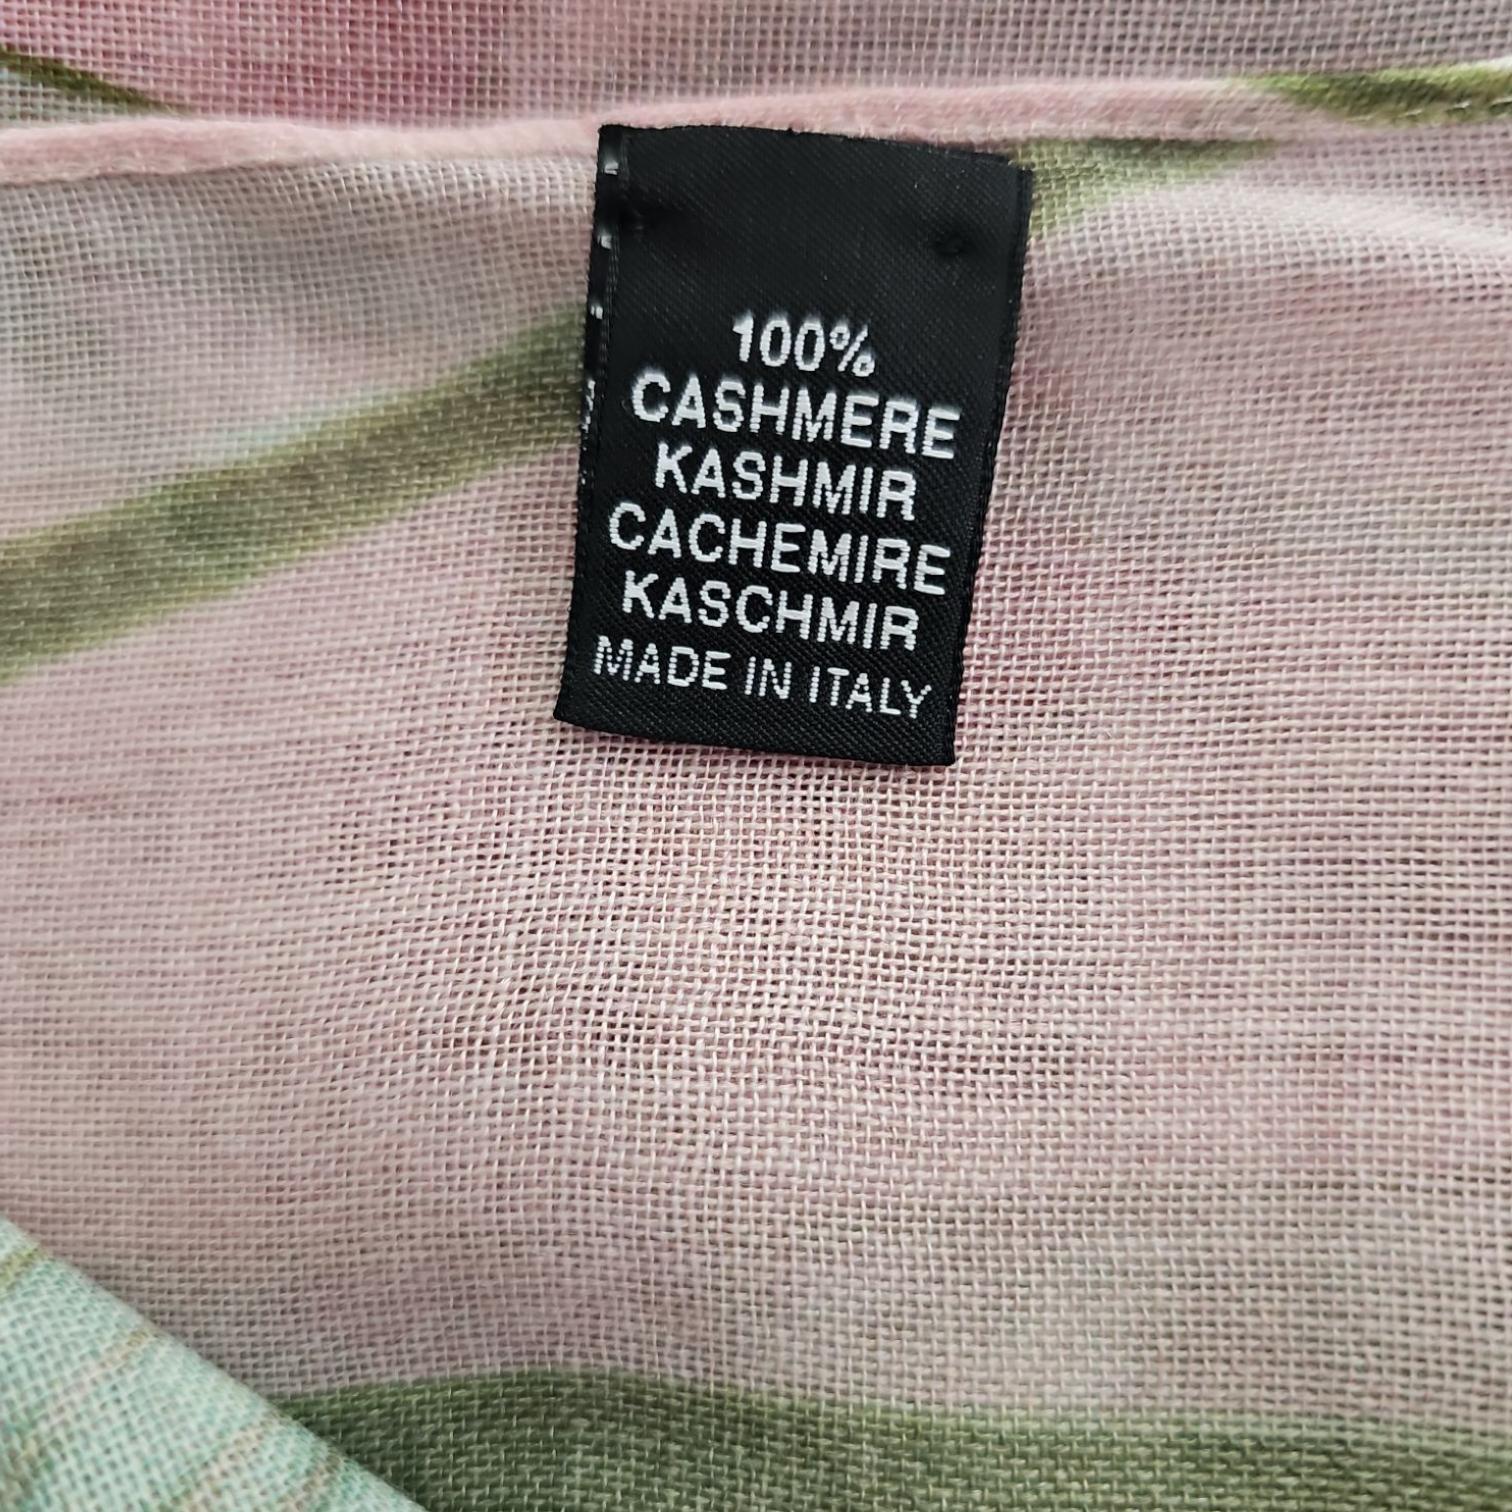 100%
CASHMERE
KASHMIR
CACHEMIRE
KASCHMIR
MADE IN ITALY